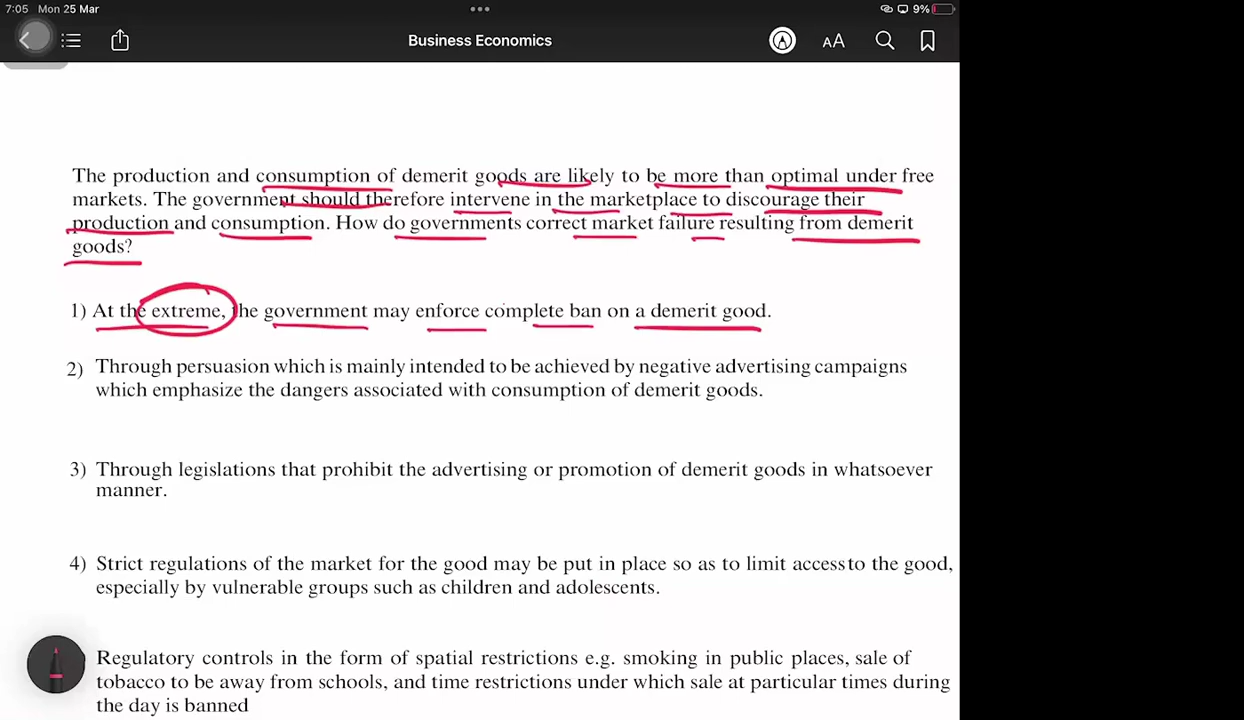 7:05 Mon 25 Mar
9%
Business Economics
AA
The production and consumption of demerit goods are likely to be more than optimal under free
markets. The government should therefore intervene in the marketplace to discourage their
production and consumption. How do governments correct market failure resulting from demerit
goods?
1) At the extreme, the government may enforce complete ban on a demerit good.
2) Through persuasion which is mainly intended to be achieved by negative advertising campaigns
which emphasize the dangers associated with consumption of demerit goods.
3) Through legislations that prohibit the advertising or promotion of demerit goods in whatsoever
manner.
4) Strict regulations of the market for the good may be put in place so as to limit access to the good,
especially by vulnerable groups such as children and adolescents.
Regulatory controls in the form of spatial restrictions e.g. smoking in public places, sale of
tobacco to be away from schools, and time restrictions under which sale at particular times during
the day is banned